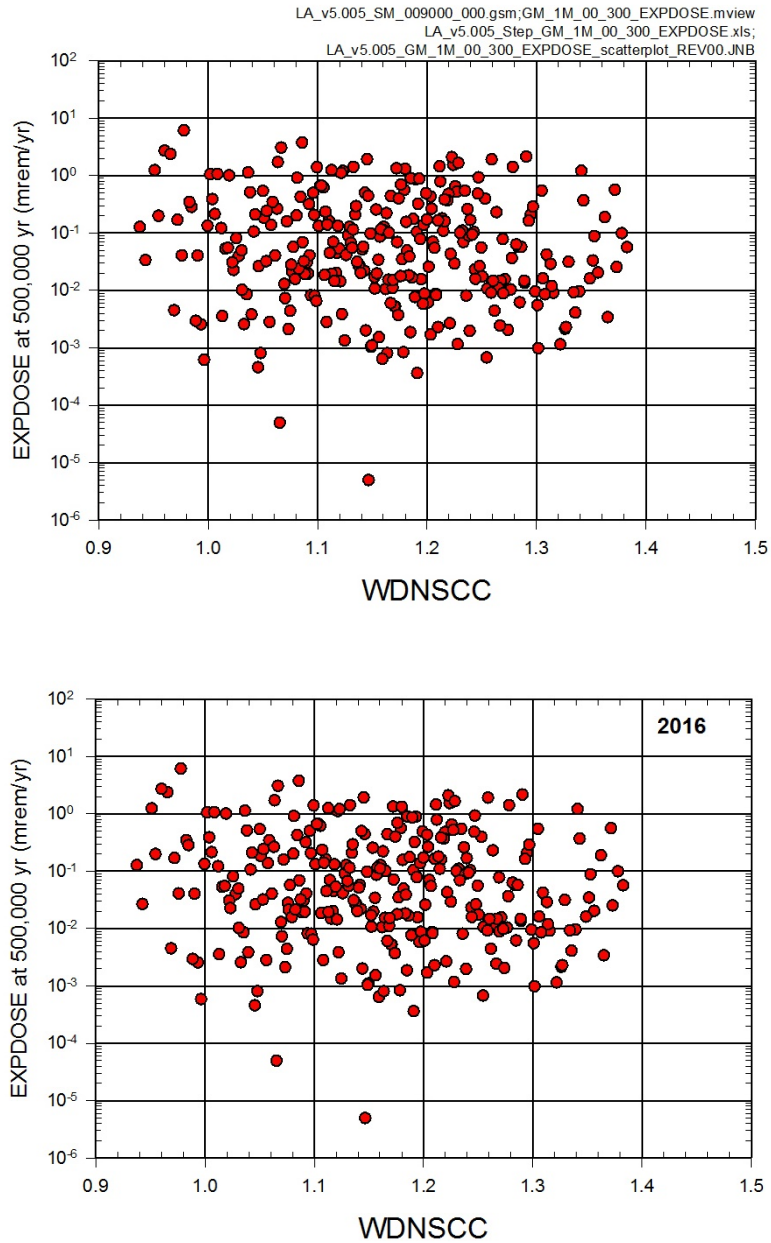 LA_v5.005_SM_009000_000.gsm;GM_1M_00_300_EXPDOSE.mview
LA_v5.005_Step_GM_1M_00_300_EXPDOSE.xls;
LA_v5.005_GM_1M_00_300_EXPDOSE_scatterplot_REV00.JNB
EXPDOSE at 500,000 yr (mrem/yr)
10²
10¹
10⁰
10⁻¹
10⁻²
10⁻³
10⁻⁴
10⁻⁵
10⁻⁶
0.9 1.0 1.1 1.2 1.3 1.4 1.5
WDNSCC
2016
EXPDOSE at 500,000 yr (mrem/yr)
10²
10¹
10⁰
10⁻¹
10⁻²
10⁻³
10⁻⁴
10⁻⁵
10⁻⁶
0.9 1.0 1.1 1.2 1.3 1.4 1.5
WDNSCC